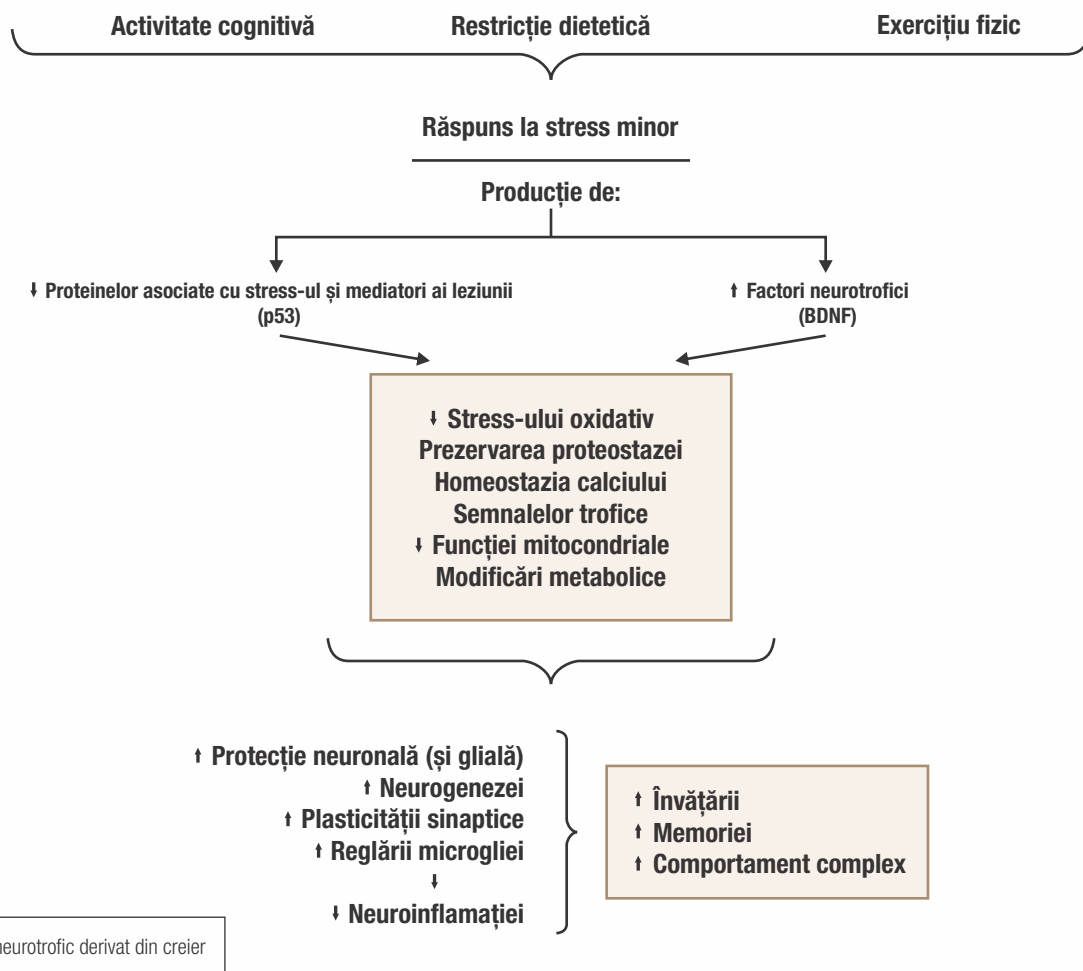 Activitate cognitivă Restricție dietetică Exercițiu fizic
Răspuns la stress minor
Producție de:
↓ Proteinelor asociate cu stress-ul și mediatori ai leziunii
(p53)
↑ Factori neurotrofici
(BDNF)
↓ Stress-ului oxidativ
Prezervarea proteostazei
Homeostazia calciului
Semnalelor trofice
↓ Funcției mitocondriale
Modificări metabolice
↑ Protecție neuronală (și glială)
↑ Neurogenezei
↑ Plasticității sinaptice
↑ Reglării microgliei
↓
↓ Neuroinflamației
↑ Învățării
↑ Memoriei
↑ Comportament complex
neurotrofic derivat din creier